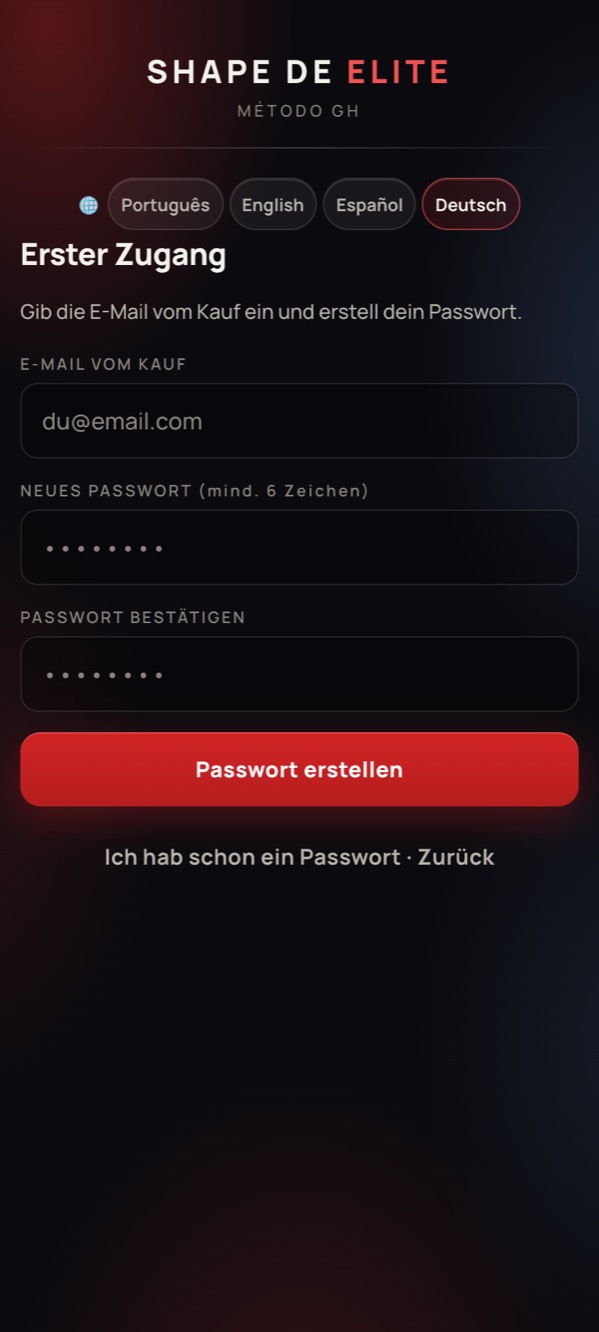 SHAPE DE ELITE
MÉTODO GH
Português English Español Deutsch
Erster Zugang
Gib die E-Mail vom Kauf ein und erstell dein Passwort.
E-MAIL VOM KAUF
du@email.com
NEUES PASSWORT (mind. 6 Zeichen)
••••••••
PASSWORT BESTÄTIGEN
••••••••
Passwort erstellen
Ich hab schon ein Passwort · Zurück